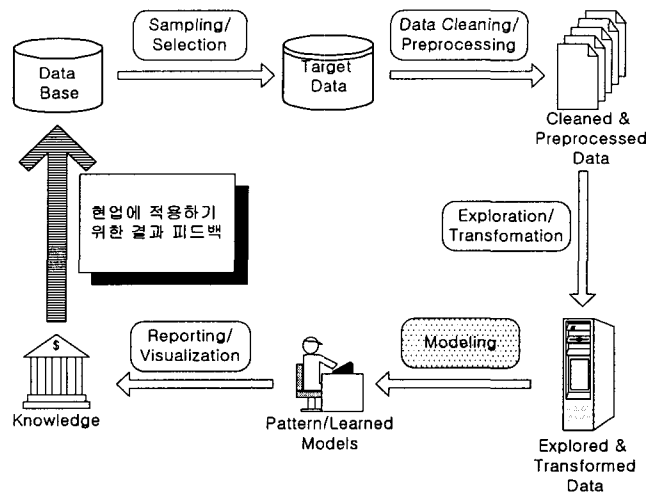 Sampling/
Selection
Data Cleaning/
Preprocessing
Data
Base
Target
Data
Cleaned &
Preprocessed
Data
현업에 적용하기
위한 결과 피드백
Exploration/
Transfomation
Reporting/
Visualization
Modeling
$
Knowledge
Pattern/Learned
Models
Explored &
Transformed
Data